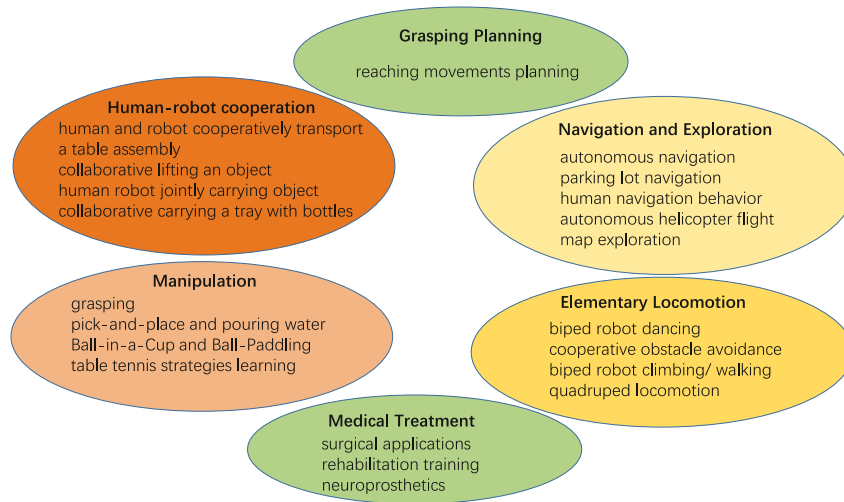 Grasping Planning
reaching movements planning
Human-robot cooperation
human and robot cooperatively transport
a table assembly
collaborative lifting an object
human robot jointly carrying object
collaborative carrying a tray with bottles
Navigation and Exploration
autonomous navigation
parking lot navigation
human navigation behavior
autonomous helicopter flight
map exploration
Manipulation
grasping
pick-and-place and pouring water
Ball-in-a-Cup and Ball-Paddling
table tennis strategies learning
Elementary Locomotion
biped robot dancing
cooperative obstacle avoidance
biped robot climbing/ walking
quadruped locomotion
Medical Treatment
surgical applications
rehabilitation training
neuroprosthetics